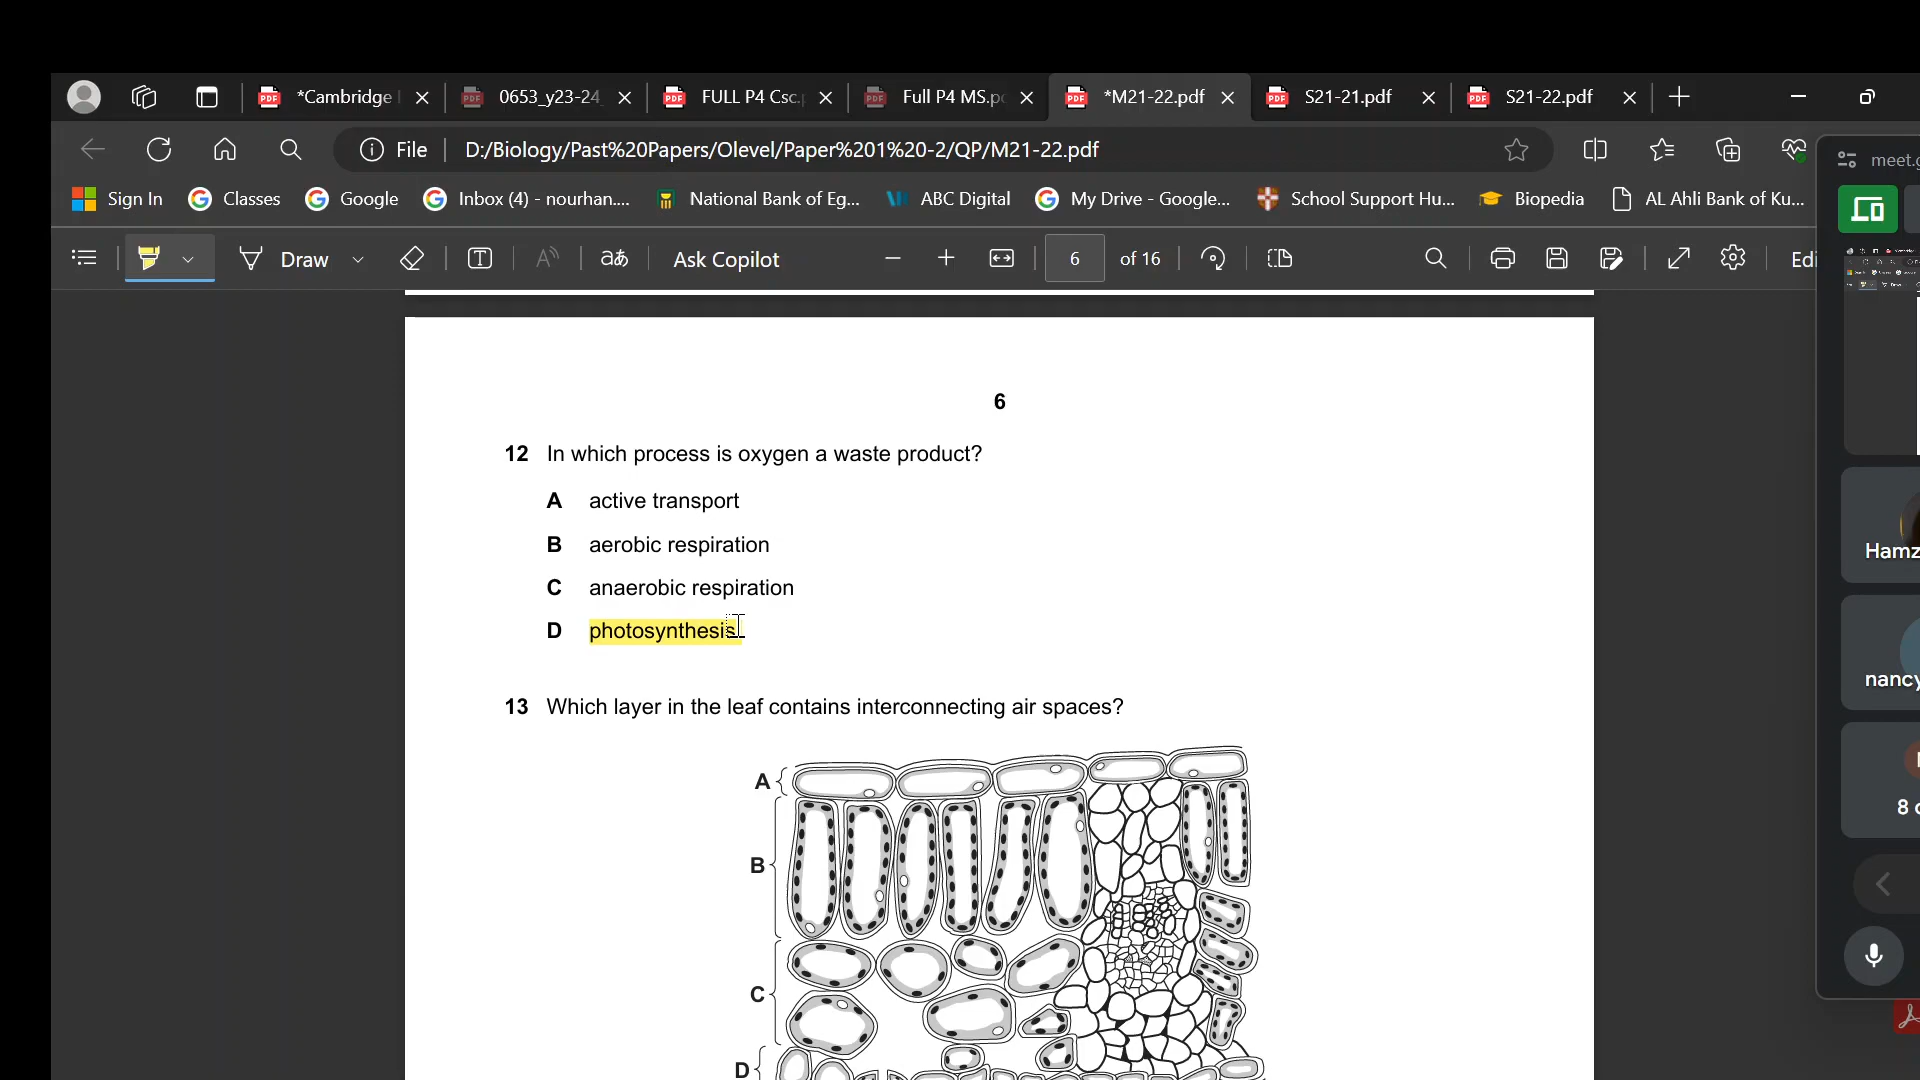 *Cambridge
0653_y23-24
FULL P4 Csc.
Full P4 MS.p
*M21-22.pdf
S21-21.pdf
S21-22.pdf
File
D:/Biology/Past%20Papers/Olevel/Paper%201%20-2/QP/M21-22.pdf
meet.g
Sign In
Classes
Google
Inbox (4) - nourhan....
National Bank of Eg...
ABC Digital
My Drive - Google...
School Support Hu...
Biopedia
AL Ahli Bank of Ku...
Draw
Ask Copilot
6 of 16
Edi
6
12 In which process is oxygen a waste product?
A active transport
B aerobic respiration
C anaerobic respiration
D photosynthesis
13 Which layer in the leaf contains interconnecting air spaces?
A
B
C
D
Hamz
nancy
8 o